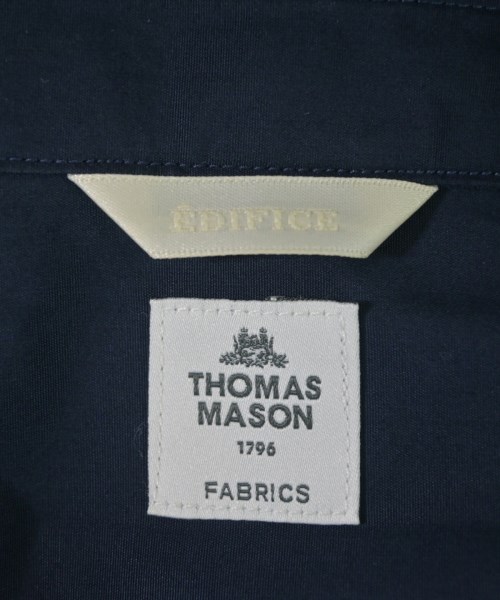 ÉDIFICE
THOMAS
MASON
1796
FABRICS